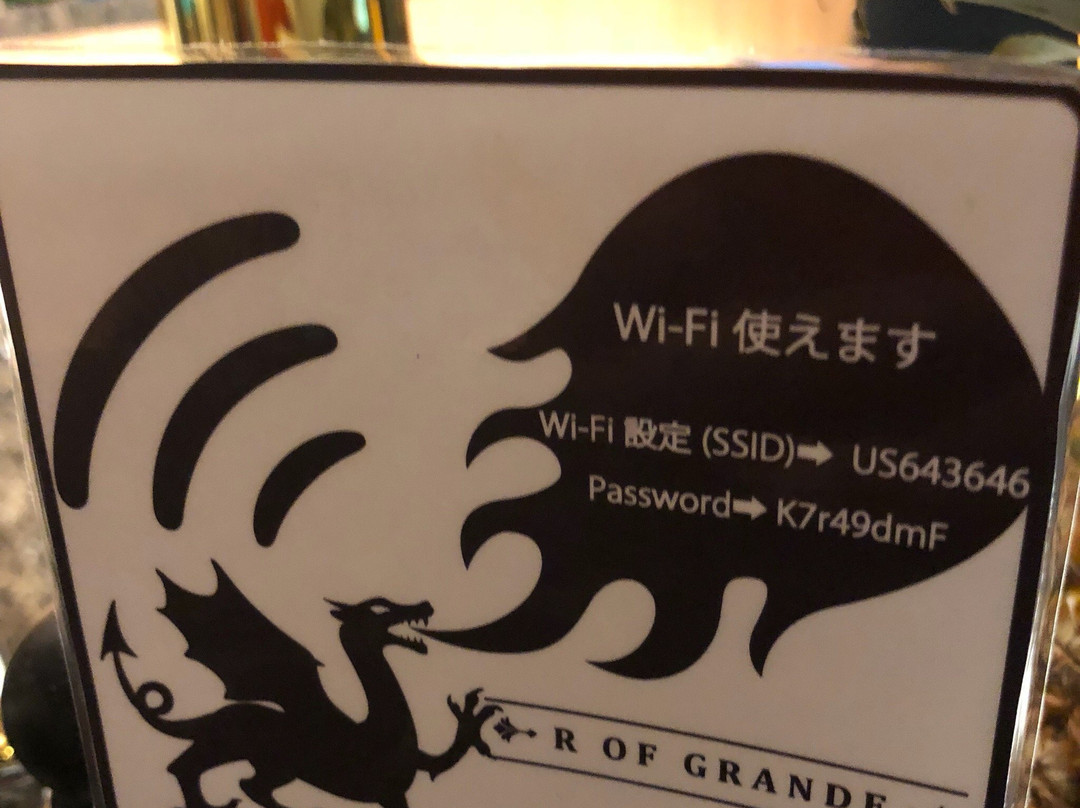 Wi-Fi 使えます
Wi-Fi 設定 (SSID)➡ US643646
Password➡ K7r49dmF
R OF GRANDE